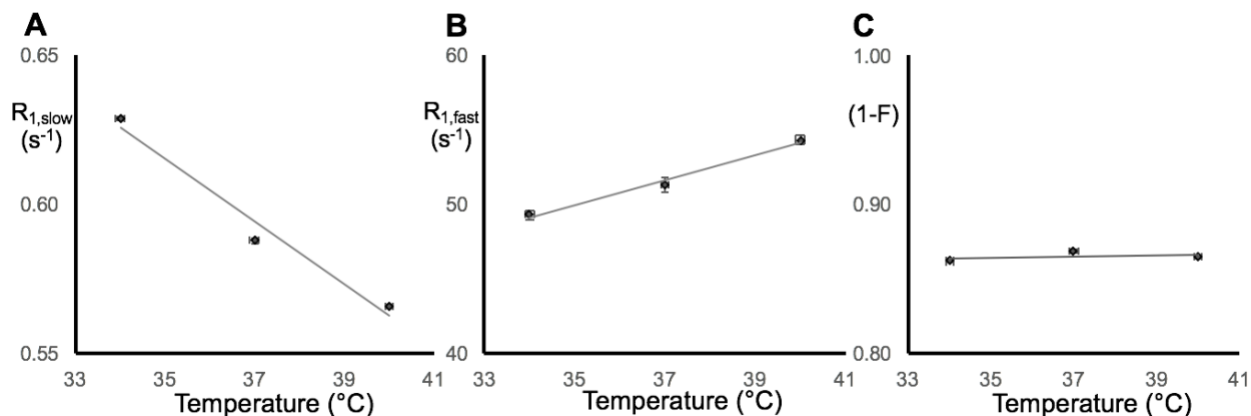 A
0.65
R1,slow
(s-1)
0.60
0.55
33 35 37 39 41
Temperature (°C)
B
60
R1,fast
(s-1)
50
40
33 35 37 39 41
Temperature (°C)
C
1.00
(1-F)
0.90
0.80
33 35 37 39 41
Temperature (°C)